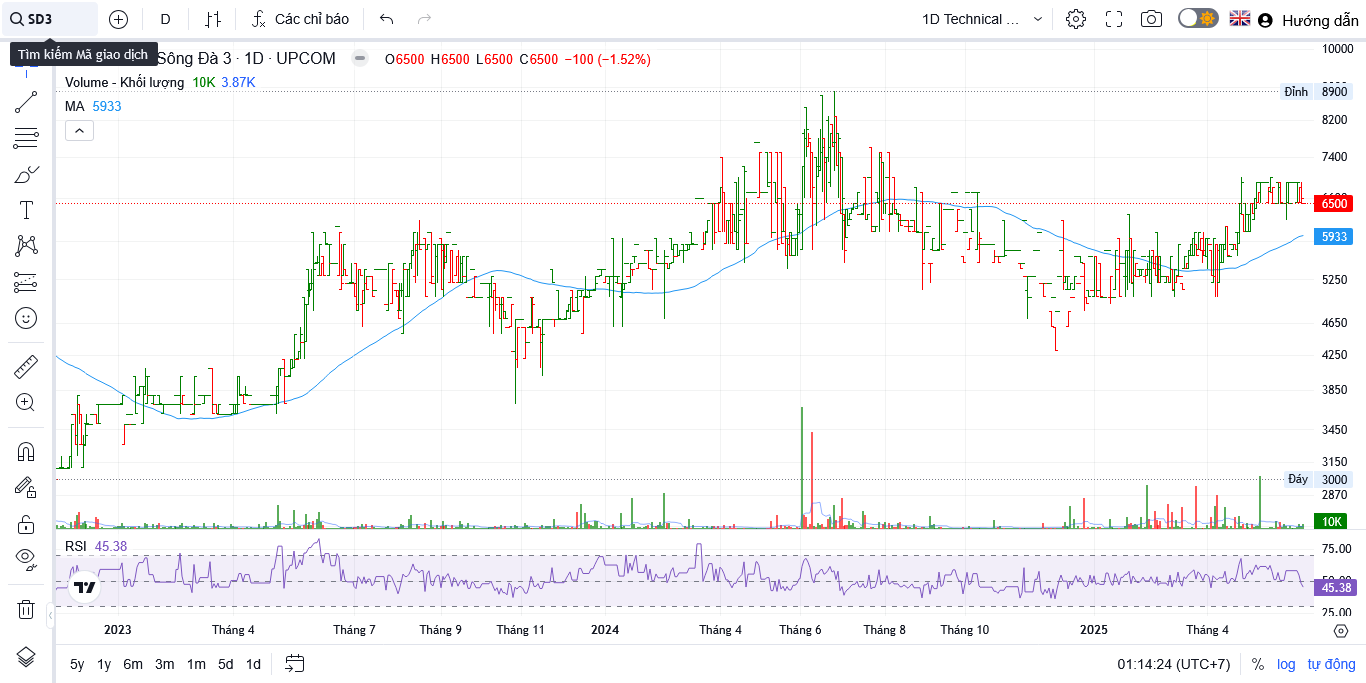 SD3 D Các chỉ báo 1D Technical ... Hướng dẫn
Tìm kiếm Mã giao dịch
Sông Đà 3 · 1D · UPCOM O6500 H6500 L6500 C6500 −100 (−1.52%)
Volume - Khối lượng 10K 3.87K
MA 5933
10000
Đỉnh 8900
8200
7400
6500
5933
5250
4650
4250
3850
3450
3150
Đáy 3000
2870
10K
RSI 45.38
75.00
45.38
25.00
2023 Tháng 4 Tháng 7 Tháng 9 Tháng 11 2024 Tháng 4 Tháng 6 Tháng 8 Tháng 10 2025 Tháng 4
5y 1y 6m 3m 1m 5d 1d 01:14:24 (UTC+7) % log tự động